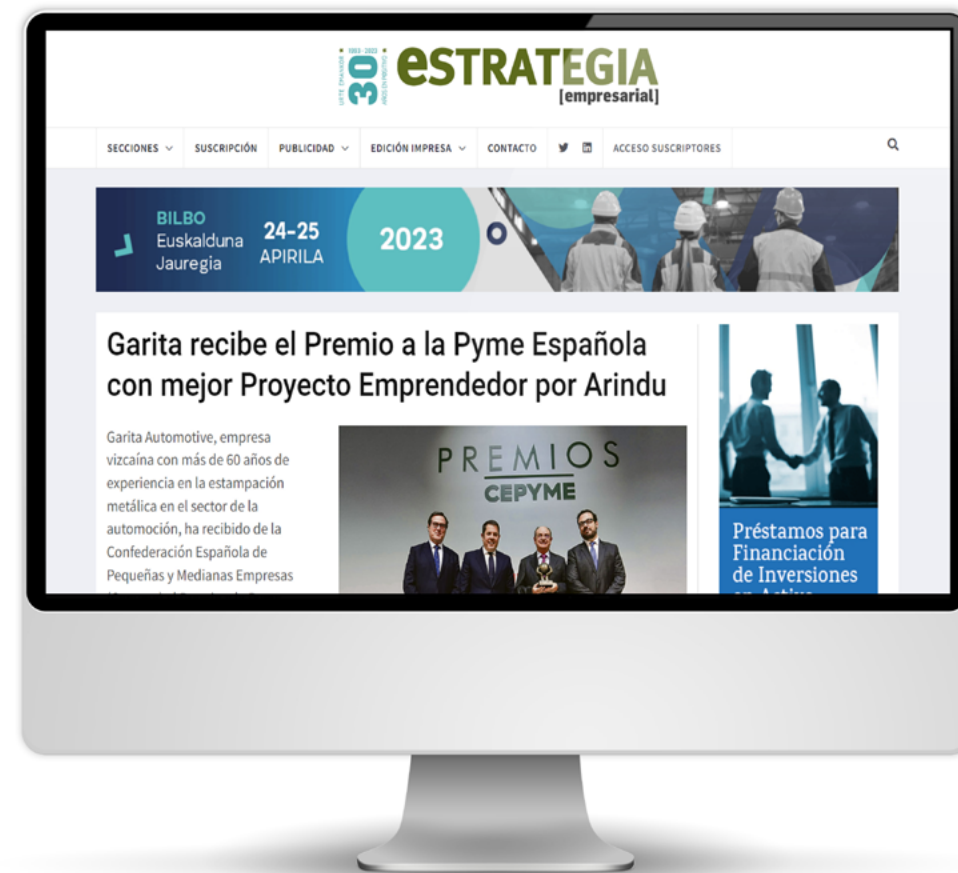 30
1993 - 2023
eSTRATEGIA
[empresarial]
SECCIONES
SUSCRIPCIÓN
PUBLICIDAD
EDICIÓN IMPRESA
CONTACTO
ACCESO SUSCRIPTORES
BILBO
Euskalduna
Jauregia
24-25
APIRILA
2023
Garita recibe el Premio a la Pyme Española
con mejor Proyecto Emprendedor por Arindu
Garita Automotive, empresa
vizcaína con más de 60 años de
experiencia en la estampación
metálica en el sector de la
automoción, ha recibido de la
Confederación Española de
Pequeñas y Medianas Empresas
PREMIOS
CEPYME
Préstamos para
Financiación
de Inversiones